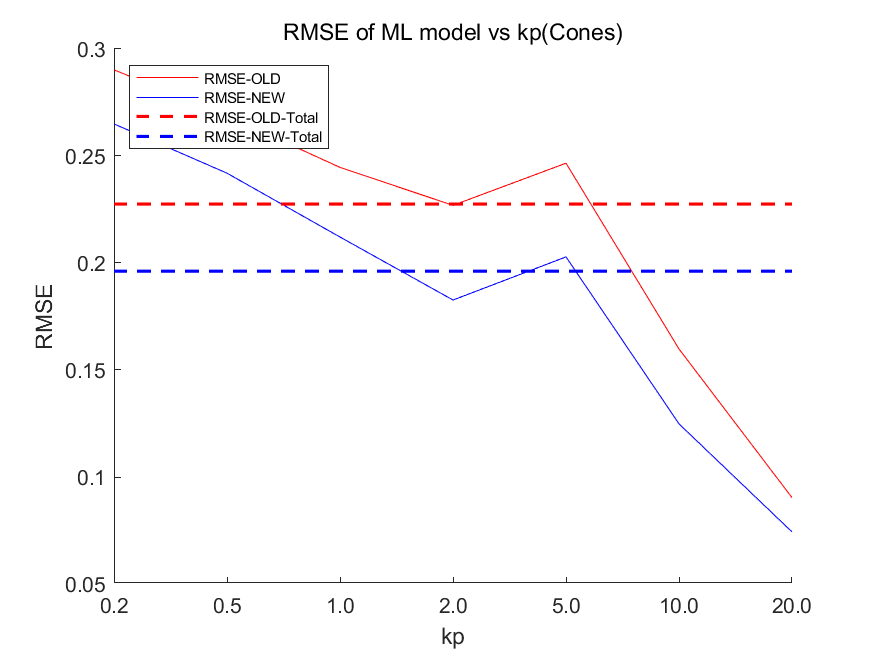 RMSE of ML model vs kp(Cones)
0.3
RMSE-OLD
RMSE-NEW
RMSE-OLD-Total
RMSE-NEW-Total
0.25
0.2
RMSE
0.15
0.1
0.05
0.2 0.5 1.0 2.0 5.0 10.0 20.0
kp